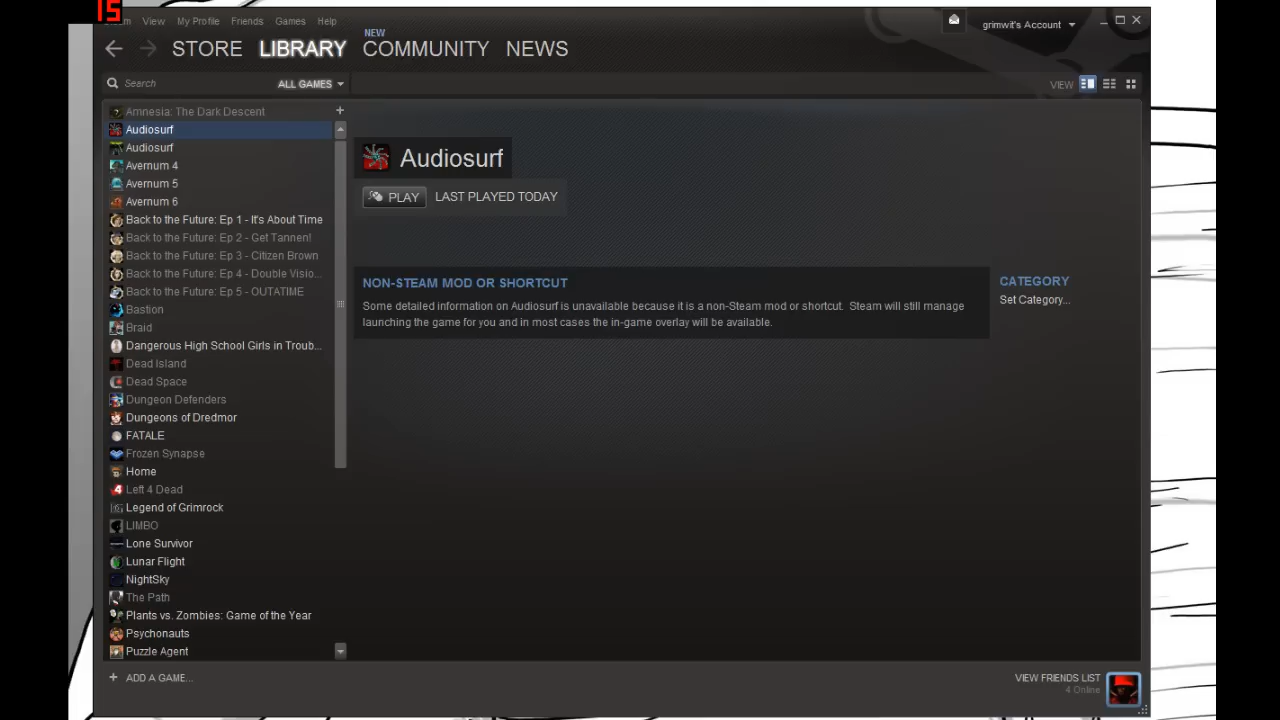 15
View My Profile Friends Games Help
grimwit's Account
NEW
STORE LIBRARY COMMUNITY NEWS
Search
ALL GAMES
VIEW
Amnesia: The Dark Descent
Audiosurf
Audiosurf
Avernum 4
Avernum 5
Avernum 6
Back to the Future: Ep 1 - It's About Time
Back to the Future: Ep 2 - Get Tannen!
Back to the Future: Ep 3 - Citizen Brown
Back to the Future: Ep 4 - Double Visio...
Back to the Future: Ep 5 - OUTATIME
Bastion
Braid
Dangerous High School Girls in Troub...
Dead Island
Dead Space
Dungeon Defenders
Dungeons of Dredmor
FATALE
Frozen Synapse
Home
Left 4 Dead
Legend of Grimrock
LIMBO
Lone Survivor
Lunar Flight
NightSky
The Path
Plants vs. Zombies: Game of the Year
Psychonauts
Puzzle Agent
+ ADD A GAME...
Audiosurf
PLAY
LAST PLAYED TODAY
NON-STEAM MOD OR SHORTCUT
Some detailed information on Audiosurf is unavailable because it is a non-Steam mod or shortcut. Steam will still manage
launching the game for you and in most cases the in-game overlay will be available.
CATEGORY
Set Category...
VIEW FRIENDS LIST
4 Online